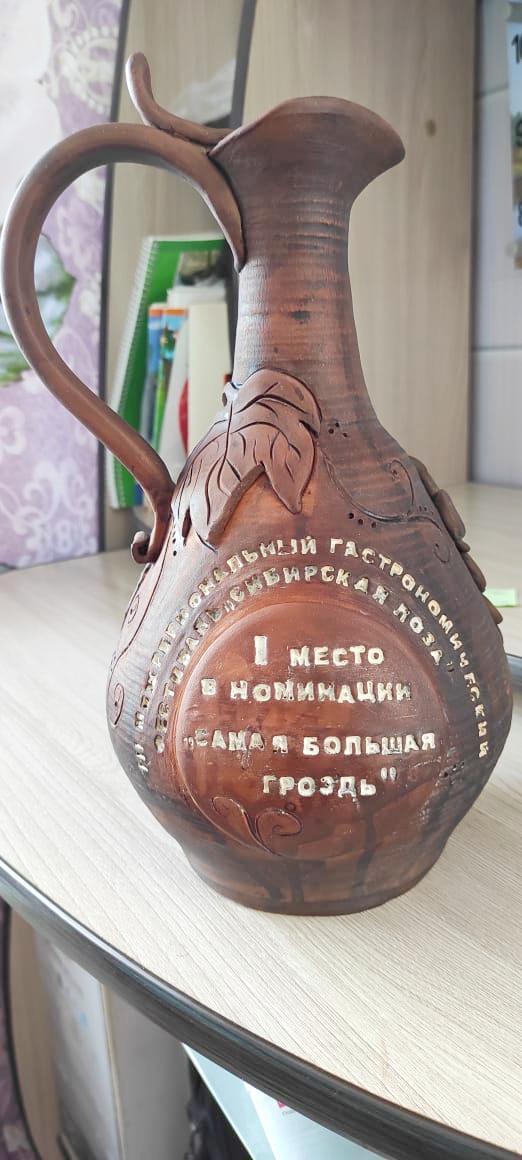 МЕЖРЕГИОНАЛЬНЫЙ ГАСТРОНОМИЧЕСКИЙ
ФЕСТИВАЛЬ „СИБИРСКАЯ ЛОЗА"
I МЕСТО
В НОМИНАЦИИ
„САМАЯ БОЛЬШАЯ
ГРОЗДЬ"